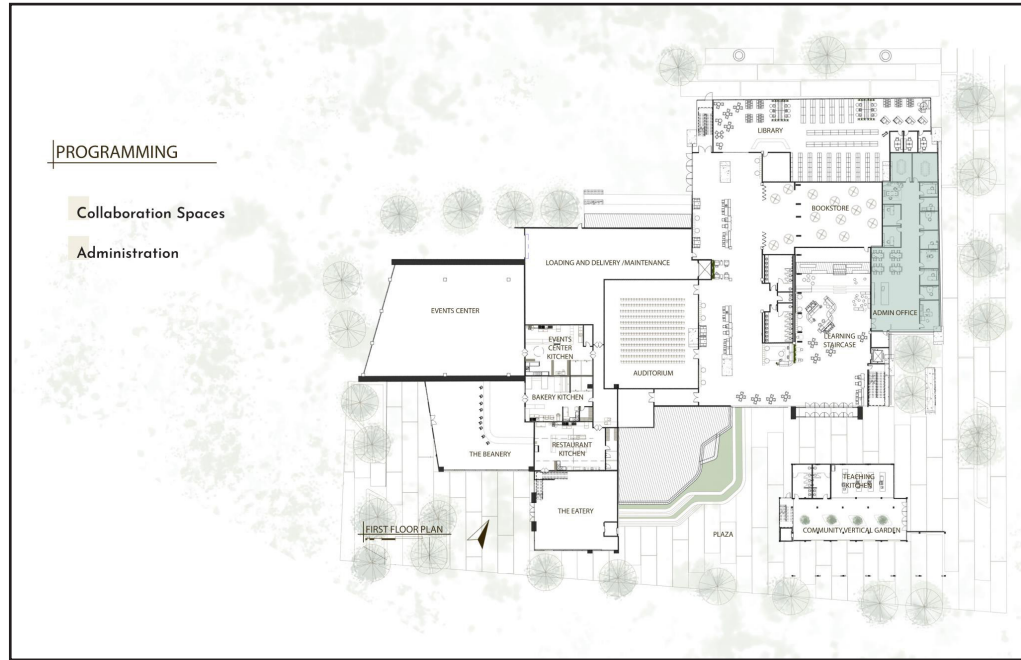 PROGRAMMING
Collaboration Spaces
Administration
LIBRARY
BOOKSTORE
LOADING AND DELIVERY /MAINTENANCE
EVENTS CENTER
ADMIN OFFICE
LEARNING
STAIRCASE
EVENTS
CENTER
KITCHEN
AUDITORIUM
BAKERY KITCHEN
RESTAURANT
KITCHEN
THE BEANERY
TEACHING
KITCHEN
THE EATERY
FIRST FLOOR PLAN
PLAZA
COMMUNITY VERTICAL GARDEN